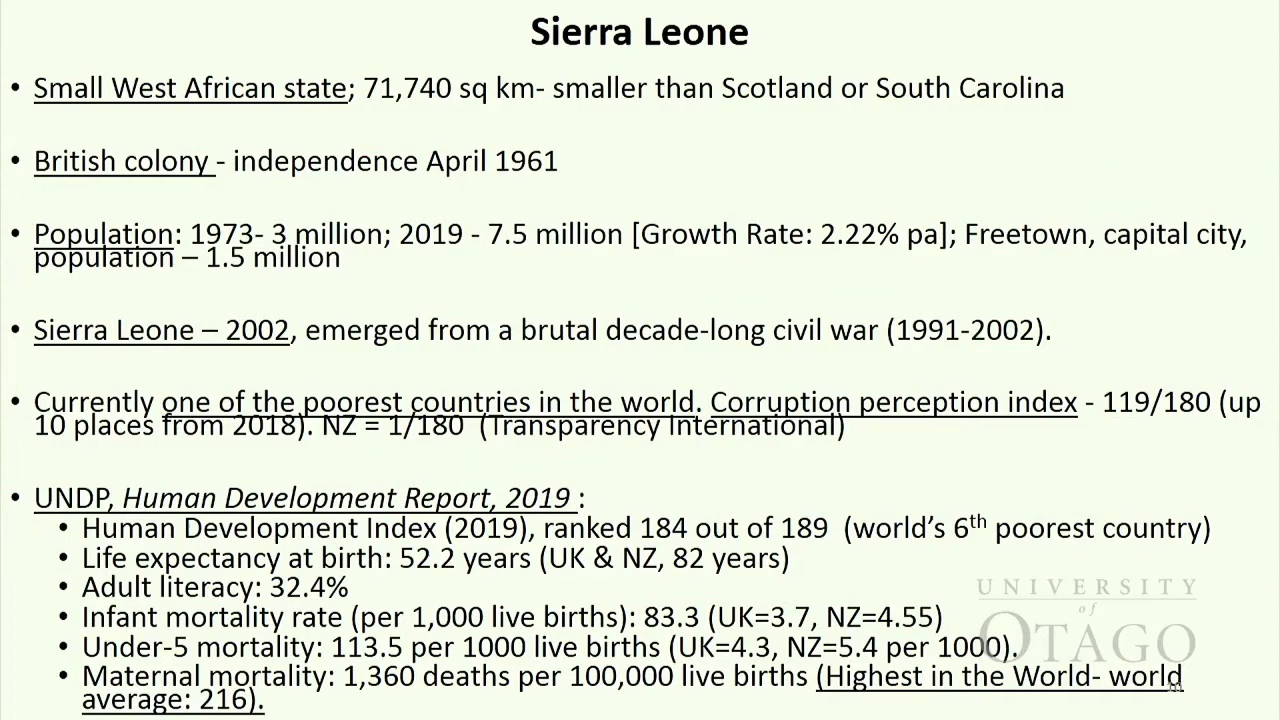 Sierra Leone
• Small West African state; 71,740 sq km- smaller than Scotland or South Carolina
• British colony - independence April 1961
• Population: 1973- 3 million; 2019 - 7.5 million [Growth Rate: 2.22% pa]; Freetown, capital city,
population – 1.5 million
• Sierra Leone – 2002, emerged from a brutal decade-long civil war (1991-2002).
• Currently one of the poorest countries in the world. Corruption perception index - 119/180 (up
10 places from 2018). NZ = 1/180 (Transparency International)
• UNDP, Human Development Report, 2019 :
• Human Development Index (2019), ranked 184 out of 189 (world’s 6th poorest country)
• Life expectancy at birth: 52.2 years (UK & NZ, 82 years)
• Adult literacy: 32.4%
• Infant mortality rate (per 1,000 live births): 83.3 (UK=3.7, NZ=4.55)
• Under-5 mortality: 113.5 per 1000 live births (UK=4.3, NZ=5.4 per 1000).
• Maternal mortality: 1,360 deaths per 100,000 live births (Highest in the World- world
average: 216).
UNIVERSITY
of
OTAGO